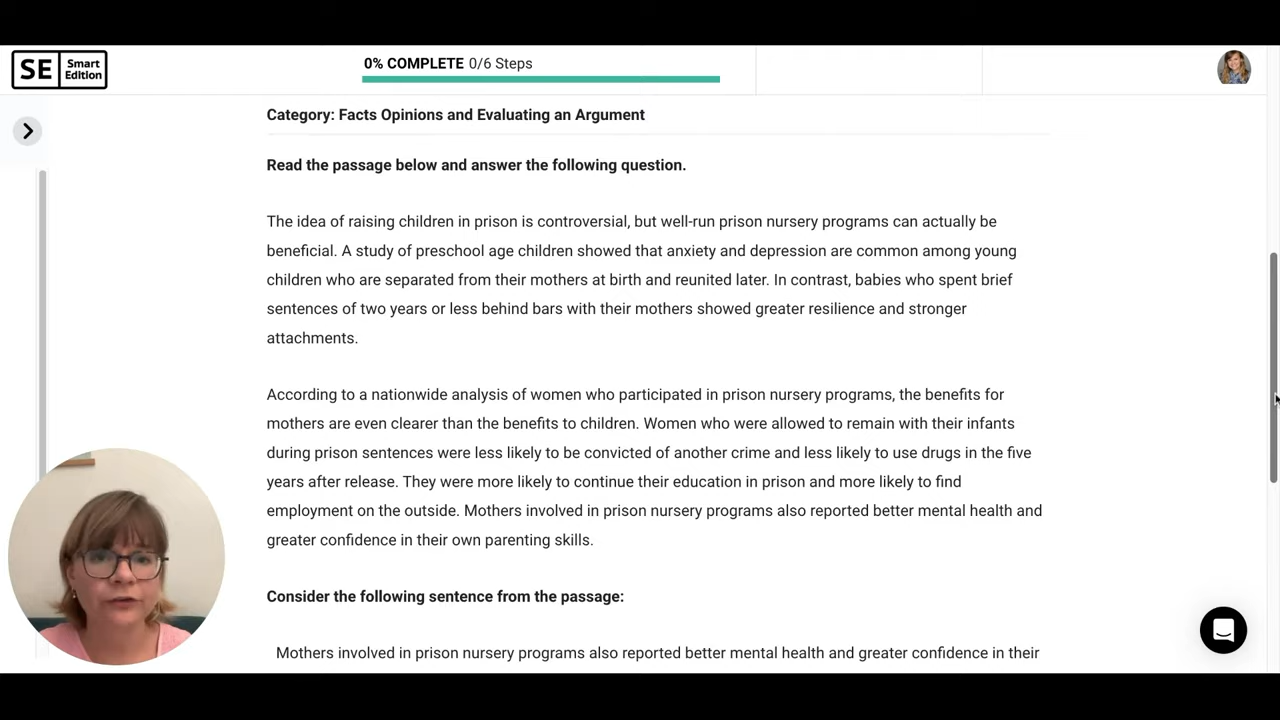 SE Smart Edition
0% COMPLETE 0/6 Steps
Category: Facts Opinions and Evaluating an Argument
Read the passage below and answer the following question.
The idea of raising children in prison is controversial, but well-run prison nursery programs can actually be
beneficial. A study of preschool age children showed that anxiety and depression are common among young
children who are separated from their mothers at birth and reunited later. In contrast, babies who spent brief
sentences of two years or less behind bars with their mothers showed greater resilience and stronger
attachments.
According to a nationwide analysis of women who participated in prison nursery programs, the benefits for
mothers are even clearer than the benefits to children. Women who were allowed to remain with their infants
during prison sentences were less likely to be convicted of another crime and less likely to use drugs in the five
years after release. They were more likely to continue their education in prison and more likely to find
employment on the outside. Mothers involved in prison nursery programs also reported better mental health and
greater confidence in their own parenting skills.
Consider the following sentence from the passage:
Mothers involved in prison nursery programs also reported better mental health and greater confidence in their